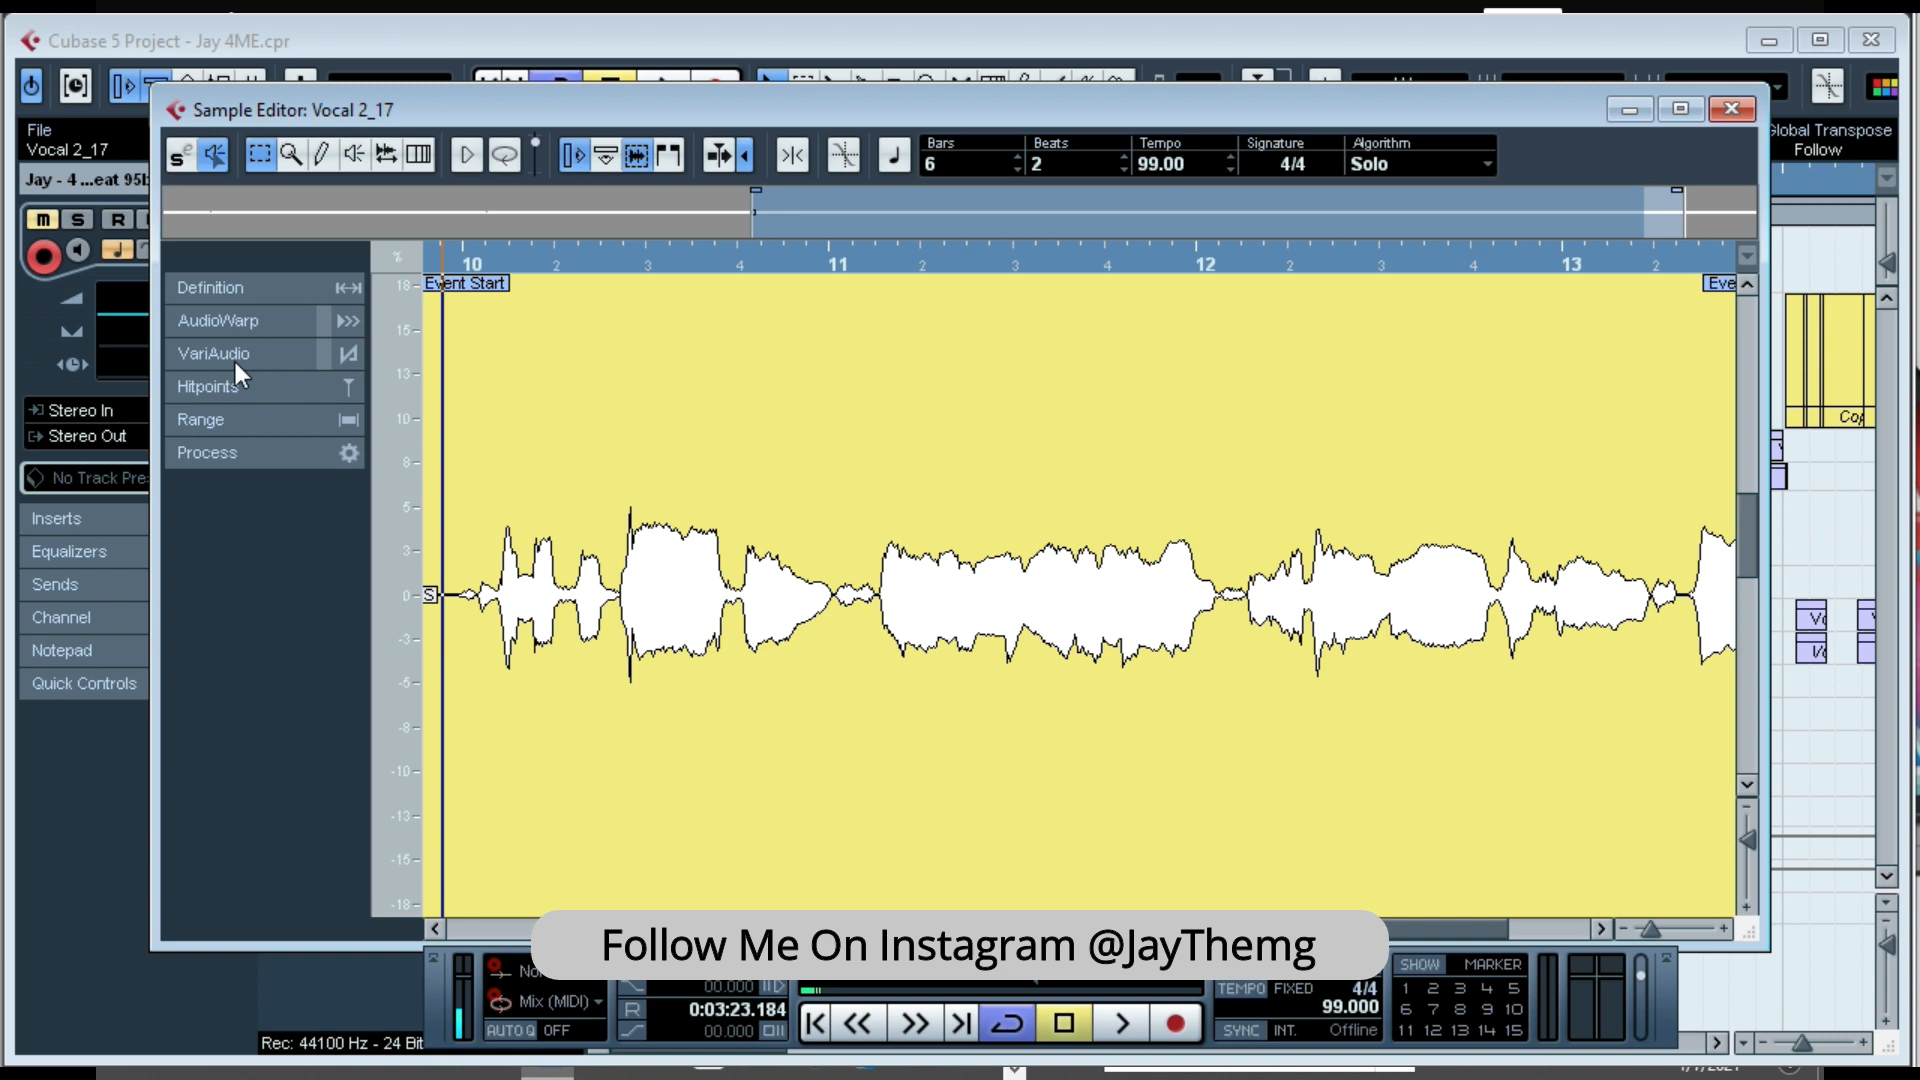 Cubase 5 Project - Jay 4ME.cpr
Sample Editor: Vocal 2_17
File
Vocal 2_17
Jay - 4 ...eat 95b
M S R
Stereo In
Stereo Out
No Track Pre
Inserts
Equalizers
Sends
Channel
Notepad
Quick Controls
Bars Beats Tempo Signature Algorithm
6 2 99.00 4/4 Solo
Global Transpose
Follow
Definition
AudioWarp
VariAudio
Hitpoints
Range
Process
%
10 2 3 4 11 2 3 4 12 2 3 4 13 2
Event Start
Eve
18
15
13
10
8
5
3
0
-3
-5
-8
-10
-13
-15
-18
S
Cop
Follow Me On Instagram @JayThemg
Mix (MIDI)
AUTO Q OFF
00.000
R 0:03:23.184
00.000
TEMPO FIXED 4/4
99.000
SYNC INT. Offline
SHOW MARKER
1 2 3 4 5
6 7 8 9 10
11 12 13 14 15
Rec: 44100 Hz - 24 Bit